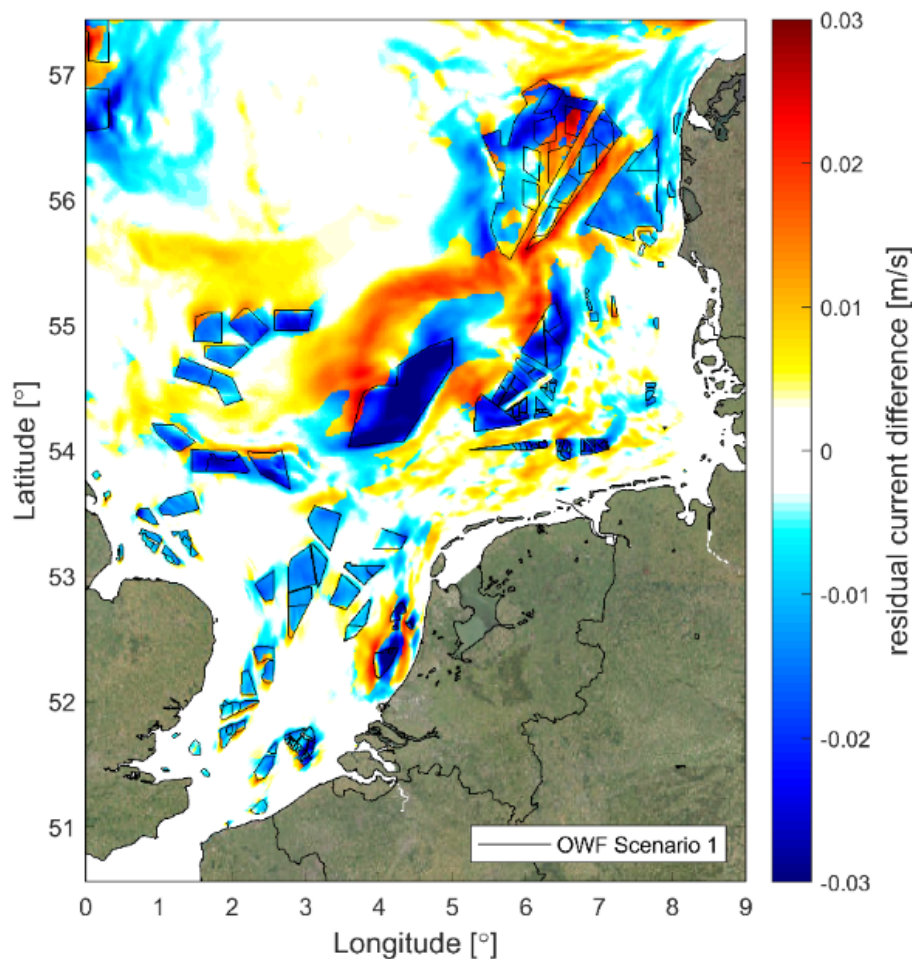 57
56
55
54
53
52
51
Latitude [°]
0 1 2 3 4 5 6 7 8 9
Longitude [°]
OWF Scenario 1
0.03
0.02
0.01
0
-0.01
-0.02
-0.03
residual current difference [m/s]